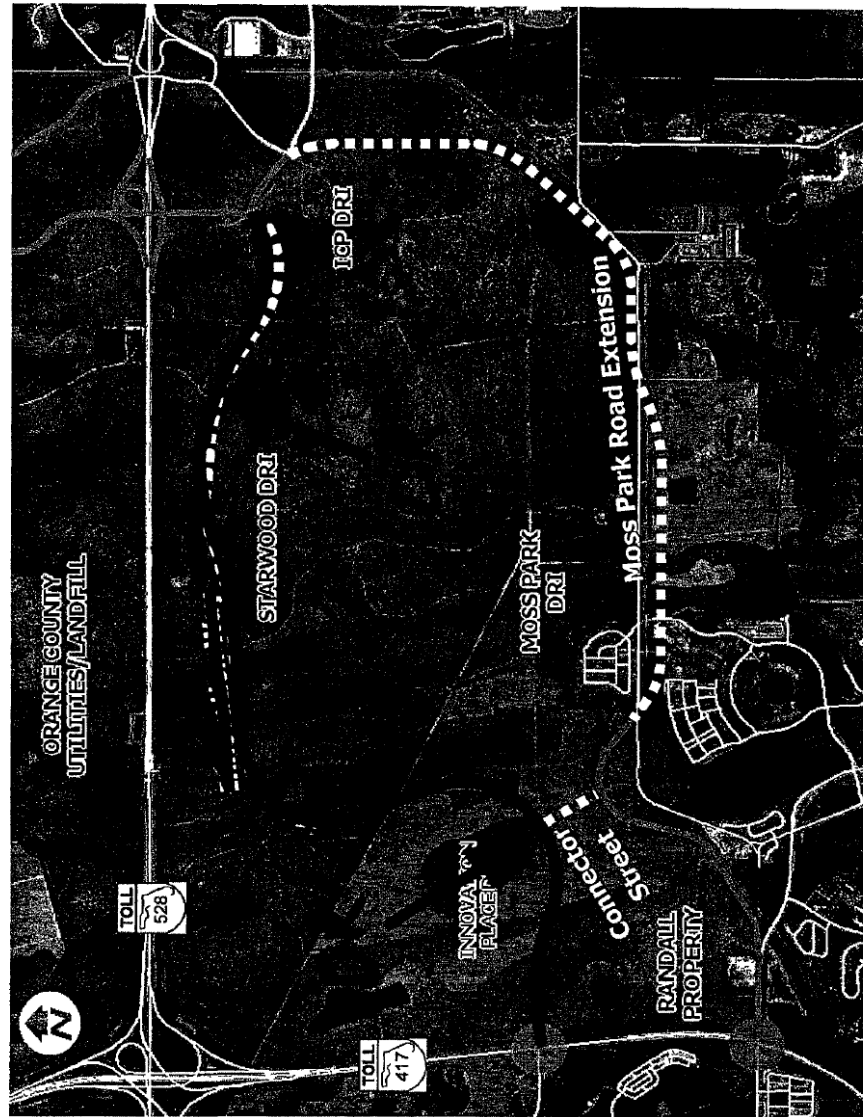 N
TOLL
528
ORANGE COUNTY
UTILITIES/LANDFILL
TOLL
417
STARWOOD DRI
ICP DRI
PLACE
MOSS PARK
DRI
Connector
Street
Moss Park Road Extension
RANDALL
PROPERTY